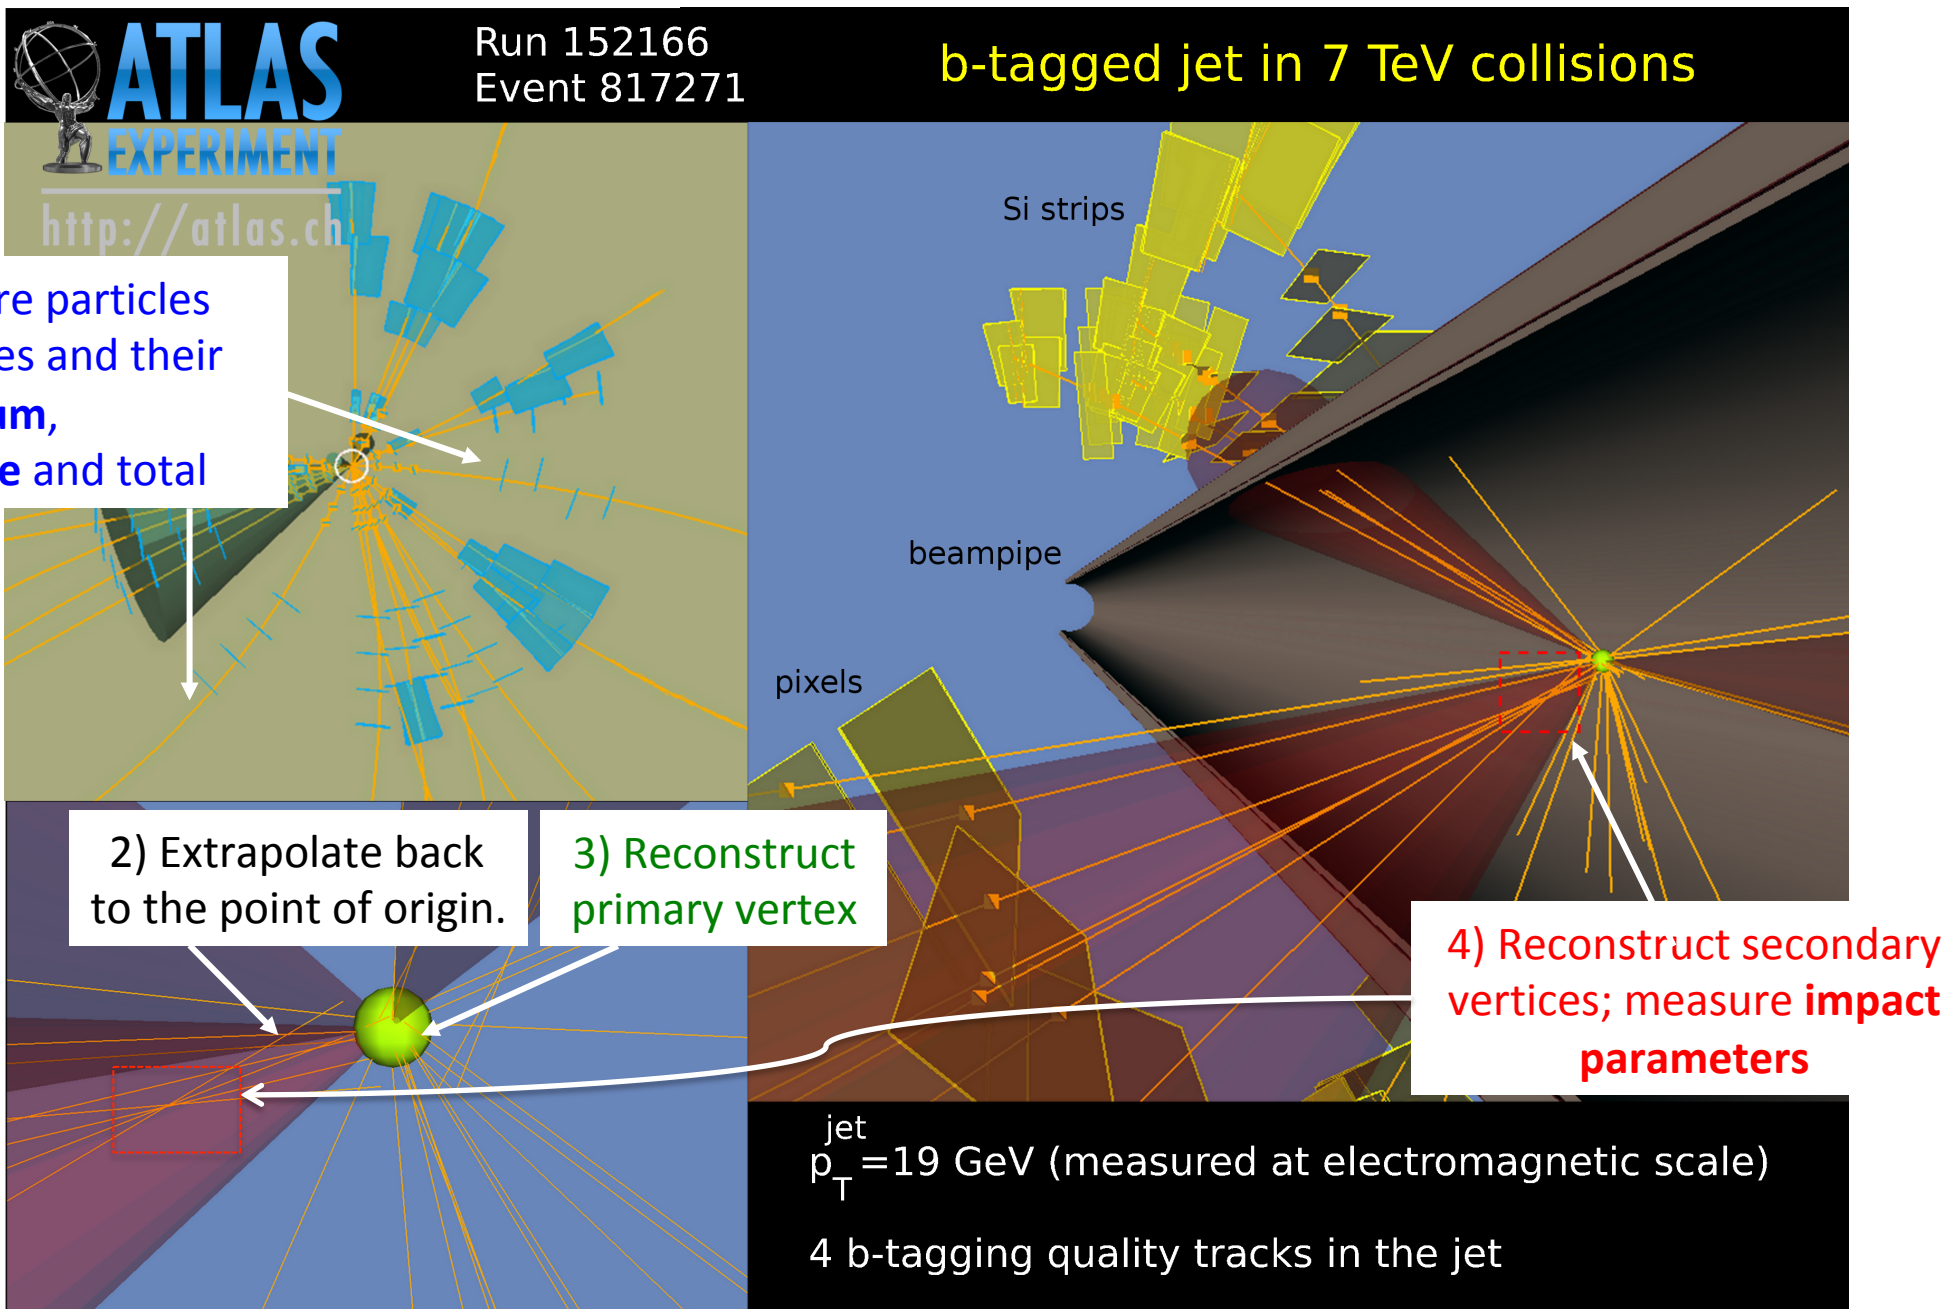 ATLAS
EXPERIMENT
http://atlas.ch
Run 152166
Event 817271
b-tagged jet in 7 TeV collisions
re particles
es and their
um,
e and total
Si strips
beampipe
pixels
2) Extrapolate back
to the point of origin.
3) Reconstruct
primary vertex
4) Reconstruct secondary
vertices; measure impact
parameters
jet
p
T
=19 GeV (measured at electromagnetic scale)
4 b-tagging quality tracks in the jet